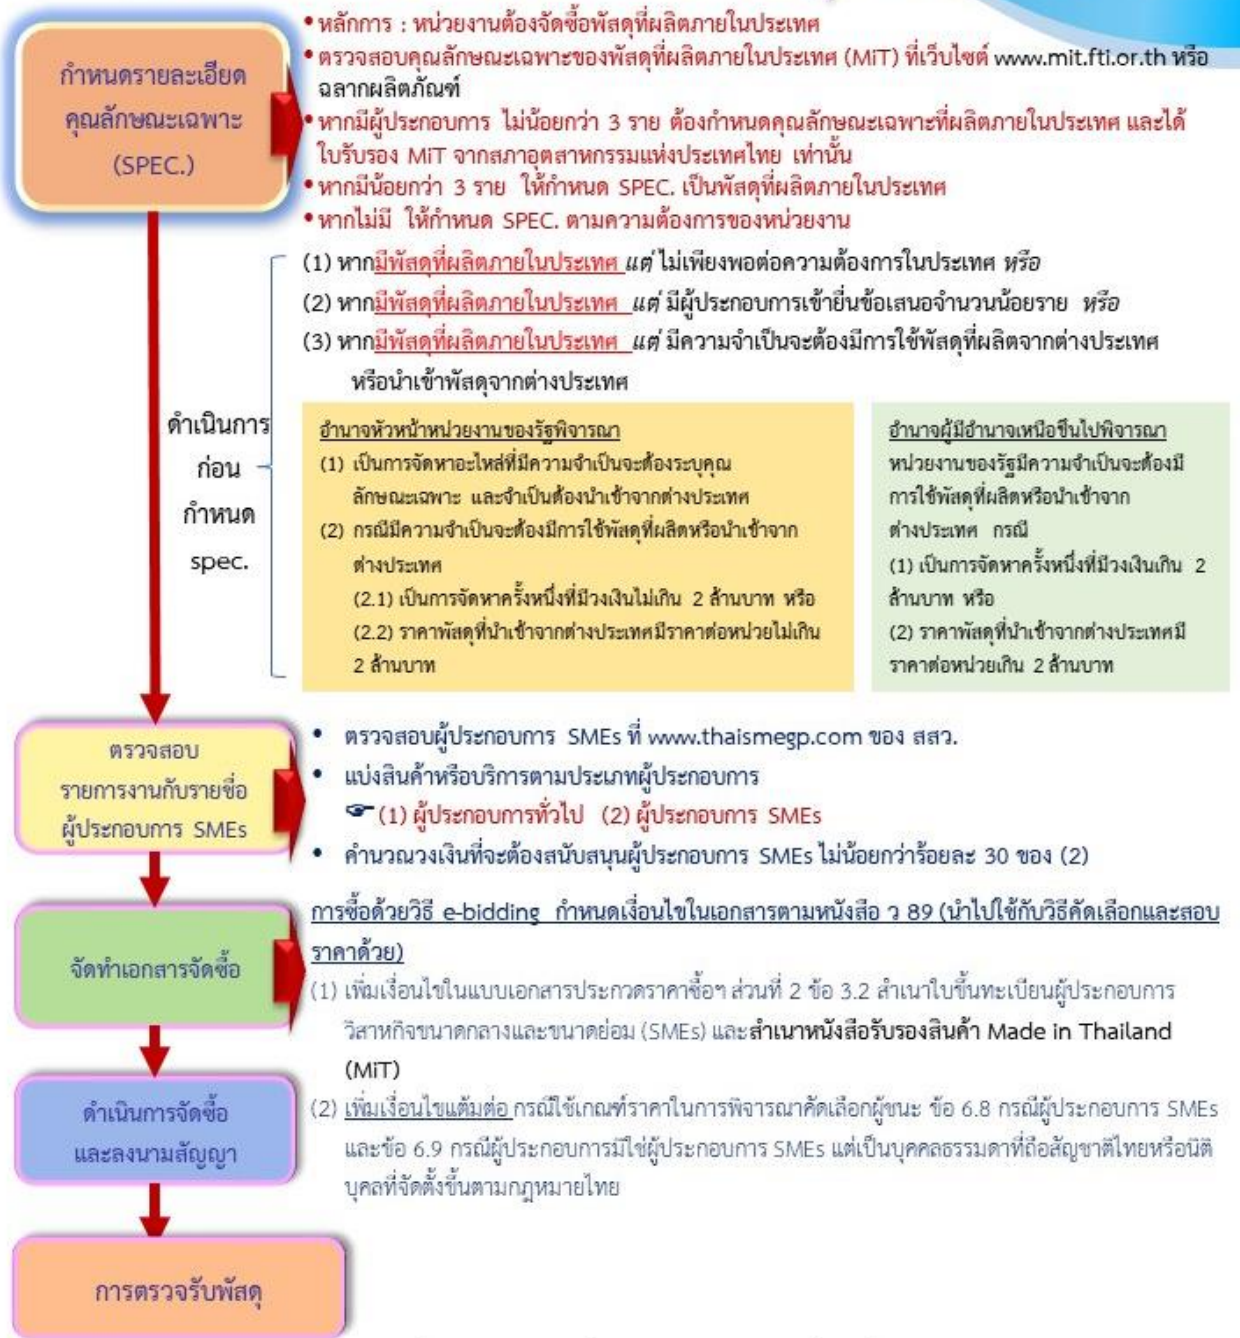 กำหนดรายละเอียด
คุณลักษณะเฉพาะ
(SPEC.)
• หลักการ : หน่วยงานต้องจัดซื้อพัสดุที่ผลิตภายในประเทศ
• ตรวจสอบคุณลักษณะเฉพาะของพัสดุที่ผลิตภายในประเทศ (MiT) ที่เว็บไซต์ www.mit.fti.or.th หรือ
ฉลากผลิตภัณฑ์
• หากมีผู้ประกอบการ ไม่น้อยกว่า 3 ราย ต้องกำหนดคุณลักษณะเฉพาะที่ผลิตภายในประเทศ และได้
ใบรับรอง MiT จากสภาอุตสาหกรรมแห่งประเทศไทย เท่านั้น
• หากมีน้อยกว่า 3 ราย ให้กำหนด SPEC. เป็นพัสดุที่ผลิตภายในประเทศ
• หากไม่มี ให้กำหนด SPEC. ตามความต้องการของหน่วยงาน
ดำเนินการ
ก่อน
กำหนด
spec.
(1) หากมีพัสดุที่ผลิตภายในประเทศ แต่ ไม่เพียงพอต่อความต้องการในประเทศ หรือ
(2) หากมีพัสดุที่ผลิตภายในประเทศ แต่ มีผู้ประกอบการเข้ายื่นข้อเสนอจำนวนน้อยราย หรือ
(3) หากมีพัสดุที่ผลิตภายในประเทศ แต่ มีความจำเป็นจะต้องมีการใช้พัสดุที่ผลิตจากต่างประเทศ
หรือนำเข้าพัสดุจากต่างประเทศ
อำนาจหัวหน้าหน่วยงานของรัฐพิจารณา
(1) เป็นการจัดหาอะไหล่ที่มีความจำเป็นจะต้องระบุคุณ
ลักษณะเฉพาะ และจำเป็นต้องนำเข้าจากต่างประเทศ
(2) กรณีมีความจำเป็นจะต้องมีการใช้พัสดุที่ผลิตหรือนำเข้าจาก
ต่างประเทศ
(2.1) เป็นการจัดหาครั้งหนึ่งที่มีวงเงินไม่เกิน 2 ล้านบาท หรือ
(2.2) ราคาพัสดุที่นำเข้าจากต่างประเทศมีราคาต่อหน่วยไม่เกิน
2 ล้านบาท
อำนาจผู้มีอำนาจเหนือขึ้นไปพิจารณา
หน่วยงานของรัฐมีความจำเป็นจะต้องมี
การใช้พัสดุที่ผลิตหรือนำเข้าจาก
ต่างประเทศ กรณี
(1) เป็นการจัดหาครั้งหนึ่งที่มีวงเงินเกิน 2
ล้านบาท หรือ
(2) ราคาพัสดุที่นำเข้าจากต่างประเทศมี
ราคาต่อหน่วยเกิน 2 ล้านบาท
ตรวจสอบ
รายการงานกับรายชื่อ
ผู้ประกอบการ SMEs
• ตรวจสอบผู้ประกอบการ SMEs ที่ www.thaismegp.com ของ สสว.
• แบ่งสินค้าหรือบริการตามประเภทผู้ประกอบการ
☞ (1) ผู้ประกอบการทั่วไป (2) ผู้ประกอบการ SMEs
• คำนวณวงเงินที่จะต้องสนับสนุนผู้ประกอบการ SMEs ไม่น้อยกว่าร้อยละ 30 ของ (2)
จัดทำเอกสารจัดซื้อ
การซื้อด้วยวิธี e-bidding กำหนดเงื่อนไขในเอกสารตามหนังสือ ว 89 (นำไปใช้กับวิธีคัดเลือกและสอบ
ราคาด้วย)
(1) เพิ่มเงื่อนไขในแบบเอกสารประกวดราคาซื้อฯ ส่วนที่ 2 ข้อ 3.2 สำเนาใบขึ้นทะเบียนผู้ประกอบการ
วิสาหกิจขนาดกลางและขนาดย่อม (SMEs) และสำเนาหนังสือรับรองสินค้า Made in Thailand
(MiT)
(2) เพิ่มเงื่อนไขแต้มต่อ กรณีใช้เกณฑ์ราคาในการพิจารณาคัดเลือกผู้ชนะ ข้อ 6.8 กรณีผู้ประกอบการ SMEs
และข้อ 6.9 กรณีผู้ประกอบการมิใช่ผู้ประกอบการ SMEs แต่เป็นบุคคลธรรมดาที่ถือสัญชาติไทยหรือนิติ
บุคลที่จัดตั้งขึ้นตามกฎหมายไทย
ดำเนินการจัดซื้อ
และลงนามสัญญา
การตรวจรับพัสดุ